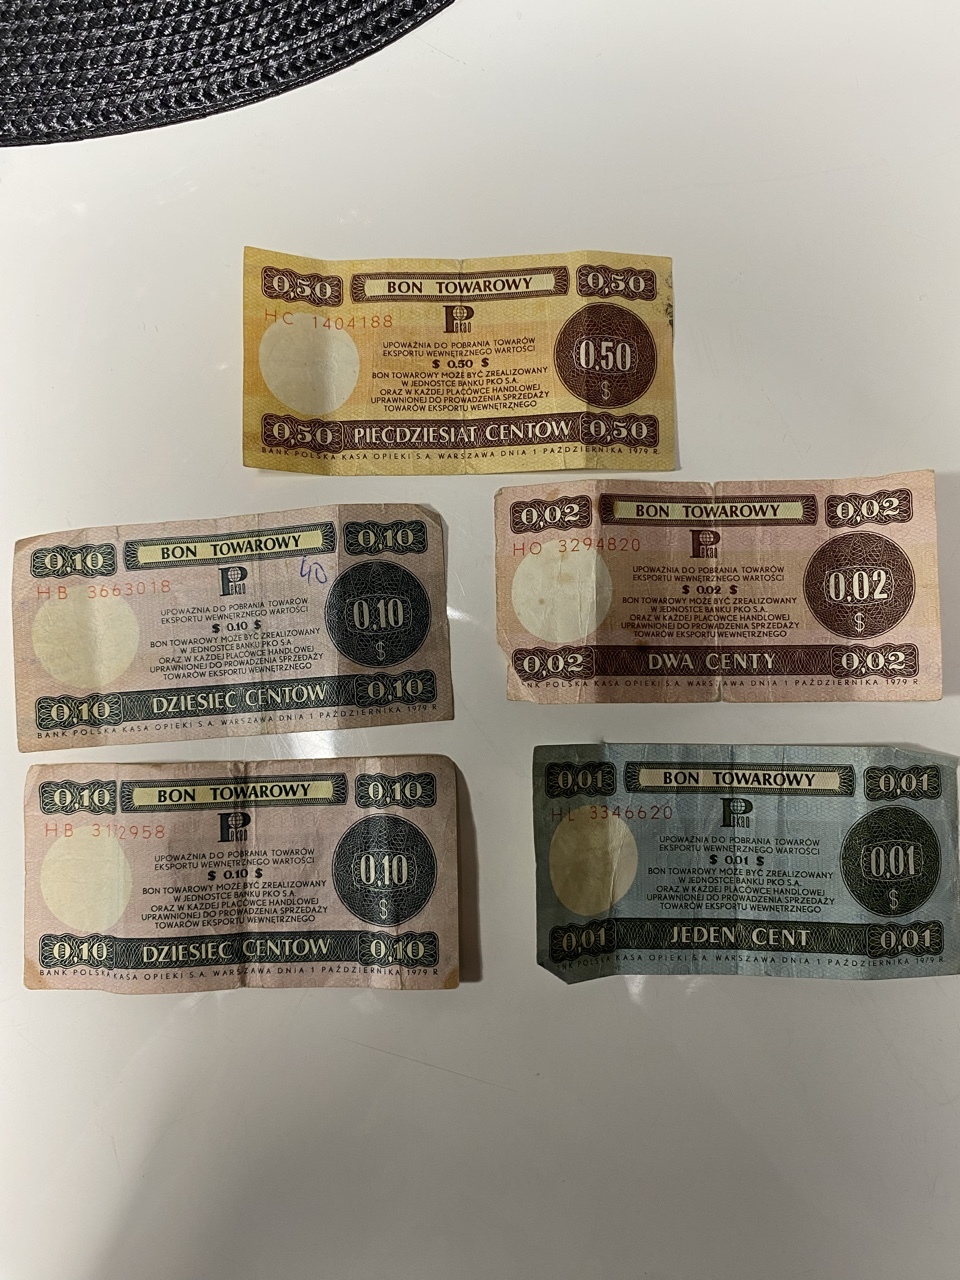 0,50 BON TOWAROWY 0,50
HC 1404188
Pekao
UPOWAŻNIA DO POBRANIA TOWARÓW
EKSPORTU WEWNĘTRZNEGO WARTOŚCI
$ 0.50 $
BON TOWAROWY MOŻE BYĆ ZREALIZOWANY
W JEDNOSTCE BANKU PKO S.A.
ORAZ W KAŻDEJ PLACÓWCE HANDLOWEJ
UPRAWNIONEJ DO PROWADZENIA SPRZEDAŻY
TOWARÓW EKSPORTU WEWNĘTRZNEGO
0,50
$
0,50 PIĘĆDZIESIĄT CENTÓW 0,50
BANK POLSKA KASA OPIEKI S.A. WARSZAWA DNIA 1 PAŹDZIERNIKA 1979 R.
0,10 BON TOWAROWY 0,10
40
HB 3663018
Pekao
UPOWAŻNIA DO POBRANIA TOWARÓW
EKSPORTU WEWNĘTRZNEGO WARTOŚCI
$ 0.10 $
BON TOWAROWY MOŻE BYĆ ZREALIZOWANY
W JEDNOSTCE BANKU PKO S.A.
ORAZ W KAŻDEJ PLACÓWCE HANDLOWEJ
UPRAWNIONEJ DO PROWADZENIA SPRZEDAŻY
TOWARÓW EKSPORTU WEWNĘTRZNEGO
0,10
$
0,10 DZIESIĘĆ CENTÓW 0,10
BANK POLSKA KASA OPIEKI S.A. WARSZAWA DNIA 1 PAŹDZIERNIKA 1979 R
0,02 BON TOWAROWY 0,02
HO 3294820
Pekao
UPOWAŻNIA DO POBRANIA TOWARÓW
EKSPORTU WEWNĘTRZNEGO WARTOŚCI
$ 0.02 $
BON TOWAROWY MOŻE BYĆ ZREALIZOWANY
W JEDNOSTCE BANKU PKO S.A.
ORAZ W KAŻDEJ PLACÓWCE HANDLOWEJ
UPRAWNIONEJ DO PROWADZENIA SPRZEDAŻY
TOWARÓW EKSPORTU WEWNĘTRZNEGO
0,02
$
0,02 DWA CENTY 0,02
NK POLSKA KASA OPIEKI S.A. WARSZAWA DNIA 1 PAŹDZIERNIKA 1979 R
0,10 BON TOWAROWY 0,10
HB 3112958
Pekao
UPOWAŻNIA DO POBRANIA TOWARÓW
EKSPORTU WEWNĘTRZNEGO WARTOŚCI
$ 0.10 $
BON TOWAROWY MOŻE BYĆ ZREALIZOWANY
W JEDNOSTCE BANKU PKO S.A.
ORAZ W KAŻDEJ PLACÓWCE HANDLOWEJ
UPRAWNIONEJ DO PROWADZENIA SPRZEDAŻY
TOWARÓW EKSPORTU WEWNĘTRZNEGO
0,10
$
0,10 DZIESIĘĆ CENTÓW 0,10
BANK POLSKA KASA OPIEKI S.A. WARSZAWA DNIA 1 PAŹDZIERNIKA 1979 R
0,01 BON TOWAROWY 0,01
HL 3346620
Pekao
UPOWAŻNIA DO POBRANIA TOWARÓW
EKSPORTU WEWNĘTRZNEGO WARTOŚCI
$ 0.01 $
BON TOWAROWY MOŻE BYĆ ZREALIZOWANY
W JEDNOSTCE BANKU PKO S.A.
ORAZ W KAŻDEJ PLACÓWCE HANDLOWEJ
UPRAWNIONEJ DO PROWADZENIA SPRZEDAŻY
TOWARÓW EKSPORTU WEWNĘTRZNEGO
0,01
$
0,01 JEDEN CENT 0,01
NK POLSKA KASA OPIEKI S.A. WARSZAWA DNIA 1 PAŹDZIERNIKA 1979 R